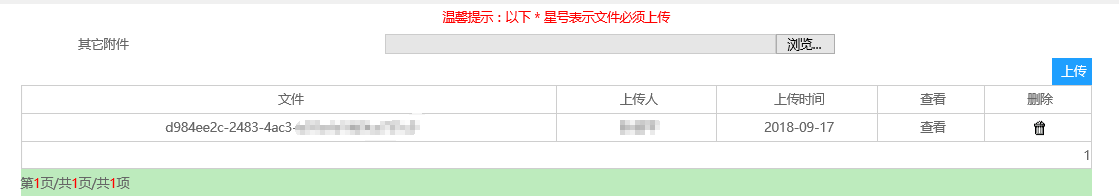 温馨提示：以下 * 星号表示文件必须上传
其它附件 浏览...
上传
文件 上传人 上传时间 查看 删除
d984ee2c-2483-4ac3- 2018-09-17 查看
1
第1页/共1页/共1项